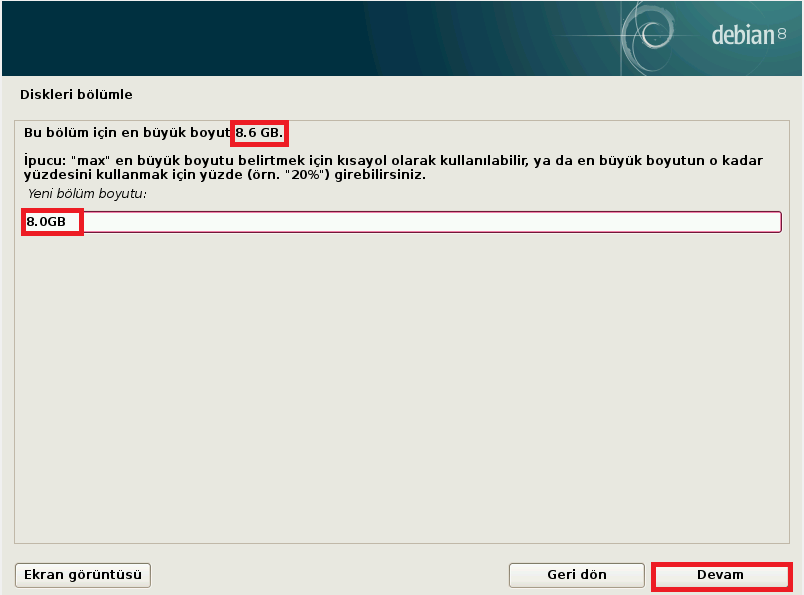 debian 8
Diskleri bölümle
Bu bölüm için en büyük boyut 8.6 GB.
İpucu: "max" en büyük boyutu belirtmek için kısayol olarak kullanılabilir, ya da en büyük boyutun o kadar
yüzdesini kullanmak için yüzde (örn. "20%") girebilirsiniz.
Yeni bölüm boyutu:
8.0GB
Ekran görüntüsü
Geri dön
Devam